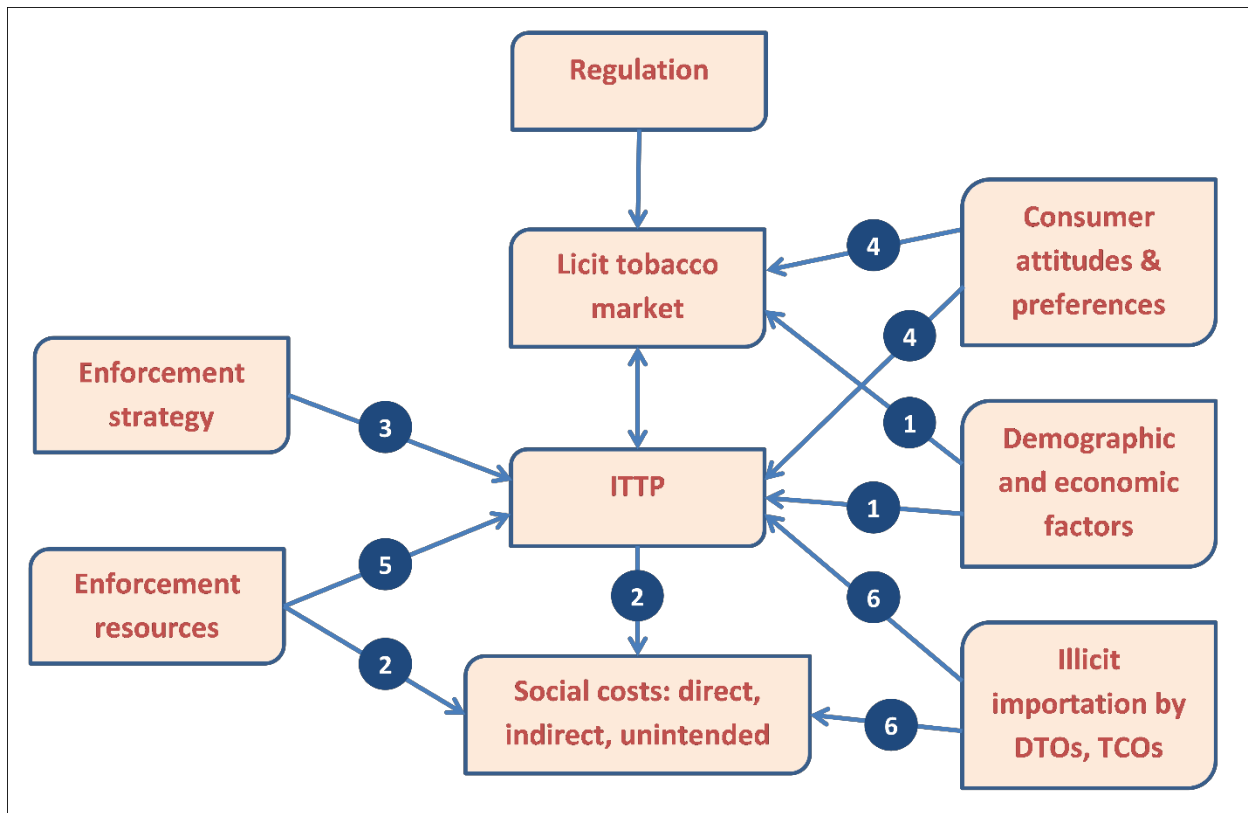 Regulation
Consumer
attitudes &
preferences
Licit tobacco
market
4
4
Enforcement
strategy
3
1
Demographic
and economic
factors
ITTP
1
Enforcement
resources
5
2
6
2
Illicit
importation by
DTOs, TCOs
Social costs: direct,
indirect, unintended
6